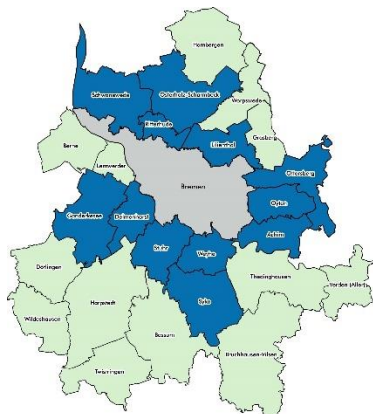 Hambergen
Schwanewede
Osterholz-Scharmbeck
Worpswede
Ritterhude
Grasberg
Lilienthal
Berne
Lemwerder
Ottersberg
Bremen
Oyten
Ganderkesee
Delmenhorst
Achim
Stuhr
Weyhe
Dötlingen
Thedinghausen
Verden (Aller)
Syke
Harpstedt
Wildeshausen
Bassum
Bruchhausen-Vilsen
Twistringen